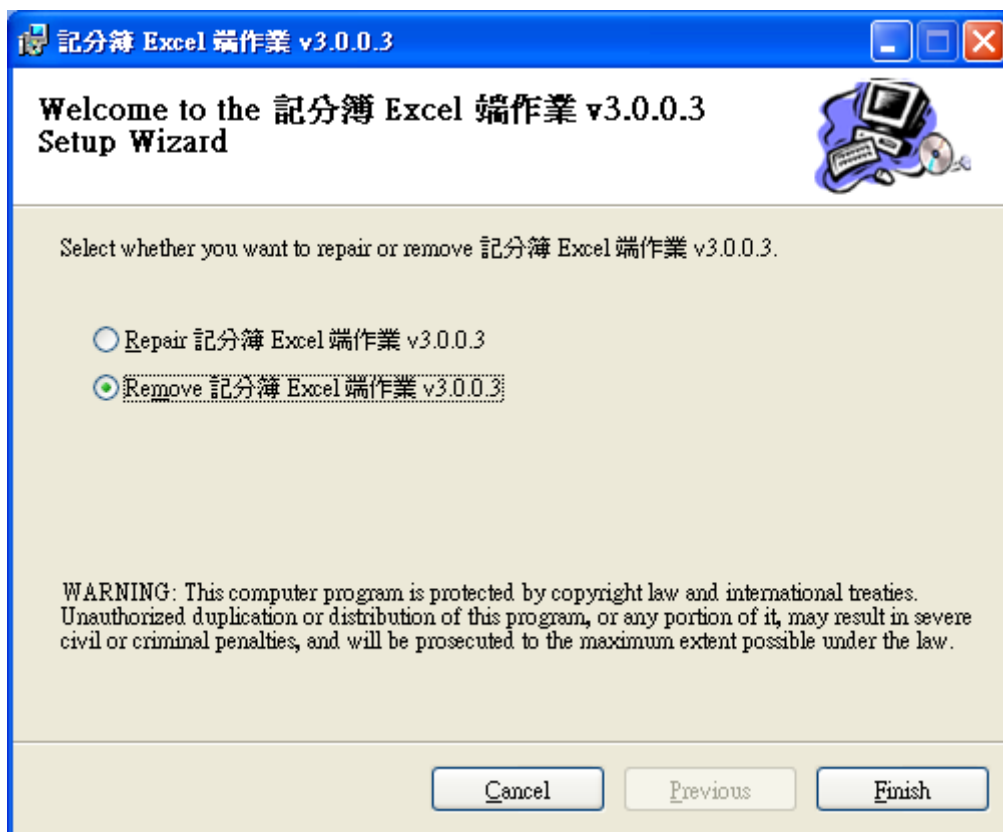 記分簿 Excel 端作業 v3.0.0.3
Welcome to the 記分簿 Excel 端作業 v3.0.0.3
Setup Wizard
Select whether you want to repair or remove 記分簿 Excel 端作業 v3.0.0.3.
Repair 記分簿 Excel 端作業 v3.0.0.3
Remove 記分簿 Excel 端作業 v3.0.0.3
WARNING: This computer program is protected by copyright law and international treaties.
Unauthorized duplication or distribution of this program, or any portion of it, may result in severe
civil or criminal penalties, and will be prosecuted to the maximum extent possible under the law.
Cancel
Previous
Finish